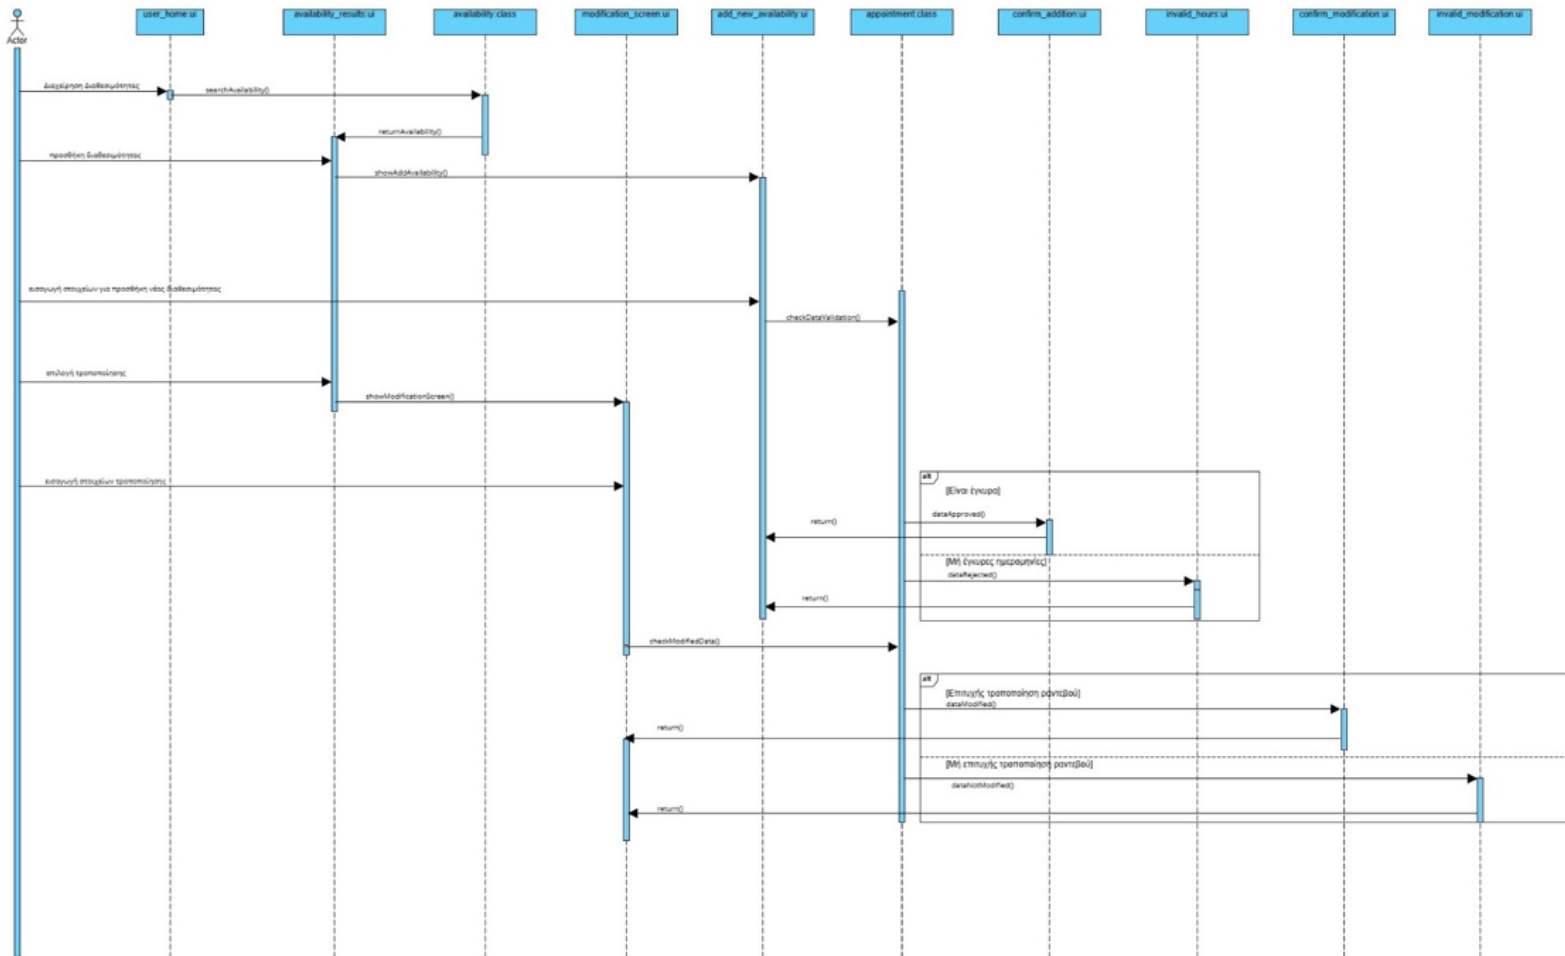 user_home.ui
availability_results.ui
availability.class
modification_screen.ui
add_new_availability.ui
appointment.class
confirm_addition.ui
invalid_hours.ui
confirm_modification.ui
invalid_modification.ui
Actor
Διαχείρηση Διαθεσιμότητας
searchAvailability()
returnAvailability()
προσθήκη διαθεσιμότητας
showAddAvailability()
εισαγωγή στοιχείων για προσθήκη νέας διαθεσιμότητας
checkDataValidation()
επιλογή τροποποίησης
showModificationScreen()
alt
εισαγωγή στοιχείων τροποποίησης
[Είναι έγκυρα]
dataApproved()
return()
[Μή έγκυρες ημερομηνίες]
dataRejected()
return()
checkModifiedData()
alt
[Επιτυχής τροποποίηση ραντεβού]
dataModified()
return()
[Μή επιτυχής τροποποίηση ραντεβού]
dataNotModified()
return()